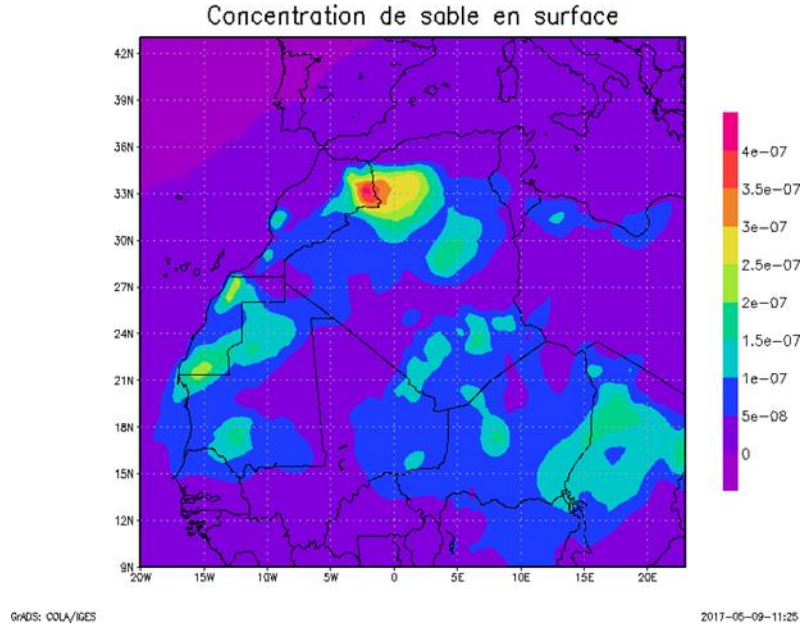 Concentration de sable en surface
42N
39N
36N
33N
30N
27N
24N
21N
18N
15N
12N
9N
20W 15W 10W 5W 0 5E 10E 15E 20E
4e-07
3.5e-07
3e-07
2.5e-07
2e-07
1.5e-07
1e-07
5e-08
0
GrADS: COLA/IGES
2017-05-09-11:25